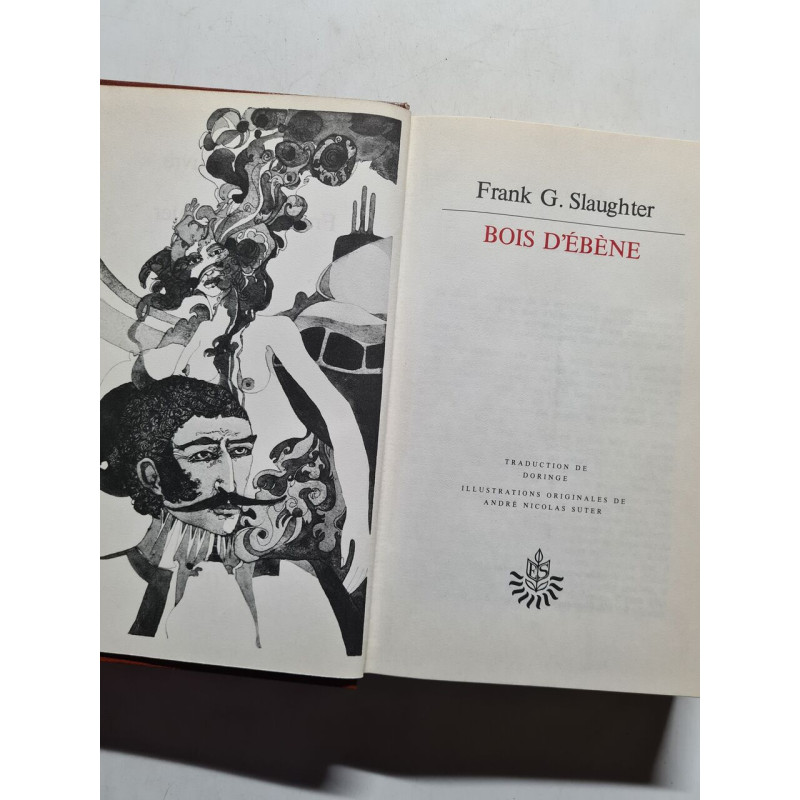 Frank G. Slaughter
BOIS D'ÉBÈNE
TRADUCTION DE
DORINGE
ILLUSTRATIONS ORIGINALES DE
ANDRÉ NICOLAS SUTER